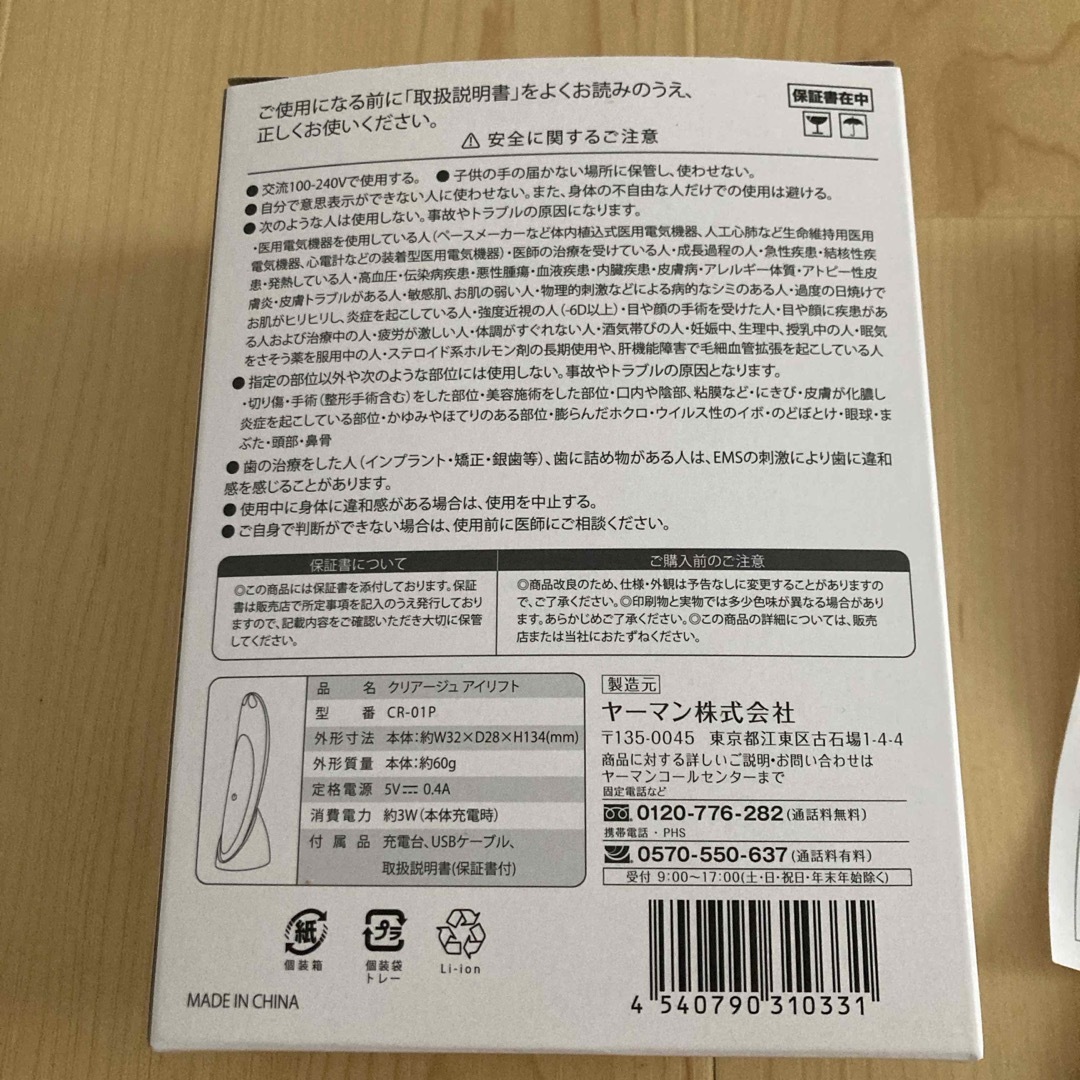 ご使用になる前に「取扱説明書」をよくお読みのうえ、
正しくお使いください。
保証書在中
⚠ 安全に関するご注意
● 交流100-240Vで使用する。 ● 子供の手の届かない場所に保管し、使わせない。
● 自分で意思表示ができない人に使わせない。また、身体の不自由な人だけでの使用は避ける。
● 次のような人は使用しない。事故やトラブルの原因になります。
・医用電気機器を使用している人（ペースメーカーなど体内植込式医用電気機器、人工心肺など生命維持用医用
電気機器、心電計などの装着型医用電気機器）・医師の治療を受けている人・成長過程の人・急性疾患・結核性疾
患・発熱している人・高血圧・伝染病疾患・悪性腫瘍・血液疾患・内臓疾患・皮膚病・アレルギー体質・アトピー性皮
膚炎・皮膚トラブルがある人・敏感肌、お肌の弱い人・物理的刺激などによる病的なシミのある人・過度の日焼けで
お肌がヒリヒリし、炎症を起こしている人・強度近視の人（-6D以上）・目や顔の手術を受けた人・目や顔に疾患があ
る人および治療中の人・疲労が激しい人・体調がすぐれない人・酒気帯びの人・妊娠中、生理中、授乳中の人・眠気
をさそう薬を服用中の人・ステロイド系ホルモン剤の長期使用や、肝機能障害で毛細血管拡張を起こしている人
● 指定の部位以外や次のような部位には使用しない。事故やトラブルの原因となります。
・切り傷・手術（整形手術含む）をした部位・美容施術をした部位・口内や陰部、粘膜など・にきび・皮膚が化膿し
炎症を起こしている部位・かゆみやほてりのある部位・膨らんだホクロ・ウイルス性のイボ・のどぼとけ・眼球・ま
ぶた・頭部・鼻骨
● 歯の治療をした人（インプラント・矯正・銀歯等）、歯に詰め物がある人は、EMSの刺激により歯に違和
感を感じることがあります。
● 使用中に身体に違和感がある場合は、使用を中止する。
● ご自身で判断ができない場合は、使用前に医師にご相談ください。
保証書について
◎この商品には保証書を添付しております。保証
書は販売店で所定事項を記入のうえ発行しており
ますので、記載内容をご確認いただき大切に保管
してください。
ご購入前のご注意
◎商品改良のため、仕様・外観は予告なしに変更することがありますの
で、ご了承ください。◎印刷物と実物では多少色味が異なる場合があり
ます。あらかじめご了承ください。◎この商品の詳細については、販売
店または当社におたずねください。
品 名 クリアージュ アイリフト
型 番 CR-01P
外形寸法 本体：約W32×D28×H134(mm)
外形質量 本体：約60g
定格電源 5V⎓ 0.4A
消費電力 約3W（本体充電時）
付属品 充電台、USBケーブル、
取扱説明書(保証書付)
製造元
ヤーマン株式会社
〒135-0045 東京都江東区古石場1-4-4
商品に対する詳しいご説明・お問い合わせは
ヤーマンコールセンターまで
固定電話など
0120-776-282（通話料無料）
携帯電話・PHS
0570-550-637（通話料有料）
受付 9:00〜17:00（土・日・祝日・年末年始除く）
紙
個装箱
プラ
個装袋
トレー
Li-ion
MADE IN CHINA
4 540790 310331